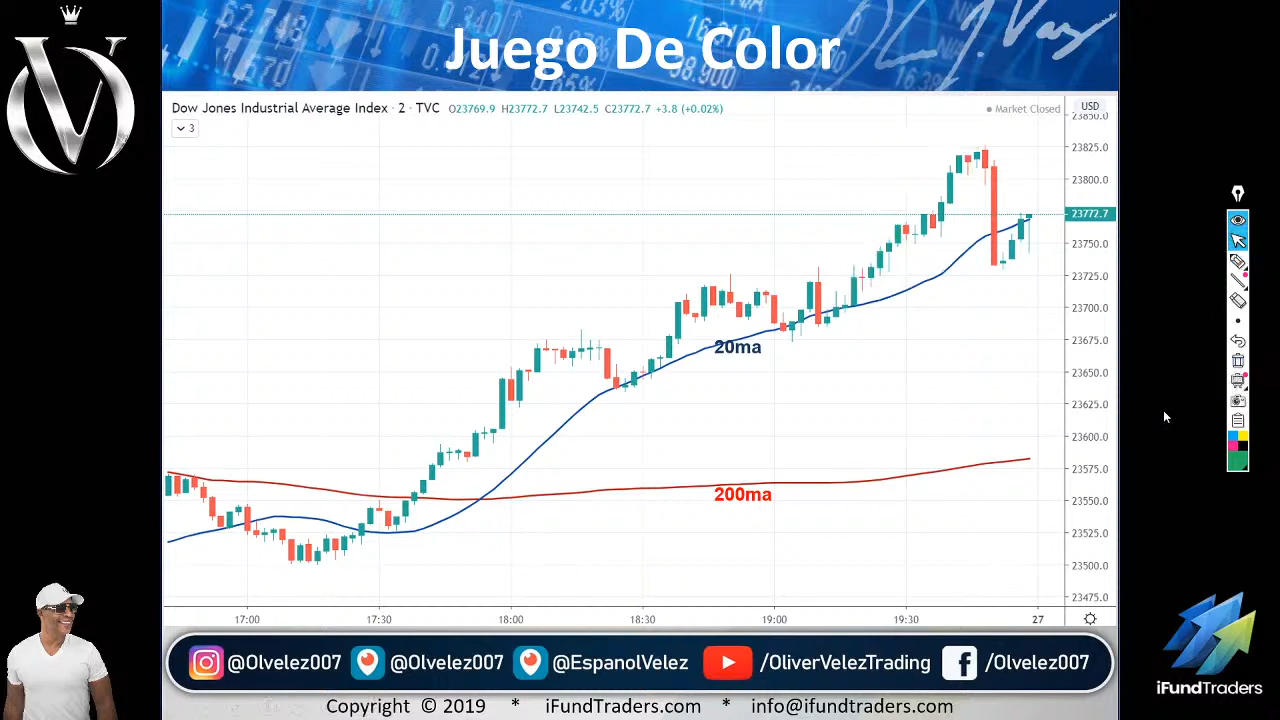 Juego De Color
Dow Jones Industrial Average Index · 2 · TVC O23769.9 H23772.7 L23742.5 C23772.7 +3.8 (+0.02%)
Market Closed
USD
3
23850.0
23825.0
23800.0
23772.7
23750.0
23725.0
23700.0
23675.0
23650.0
23625.0
23600.0
23575.0
23550.0
23525.0
23500.0
23475.0
20ma
200ma
17:00 17:30 18:00 18:30 19:00 19:30 27
@Olvelez007 @Olvelez007 @EspanolVelez /OliverVelezTrading /Olvelez007
Copyright © 2019 * iFundTraders.com * info@ifundtraders.com
iFundTraders